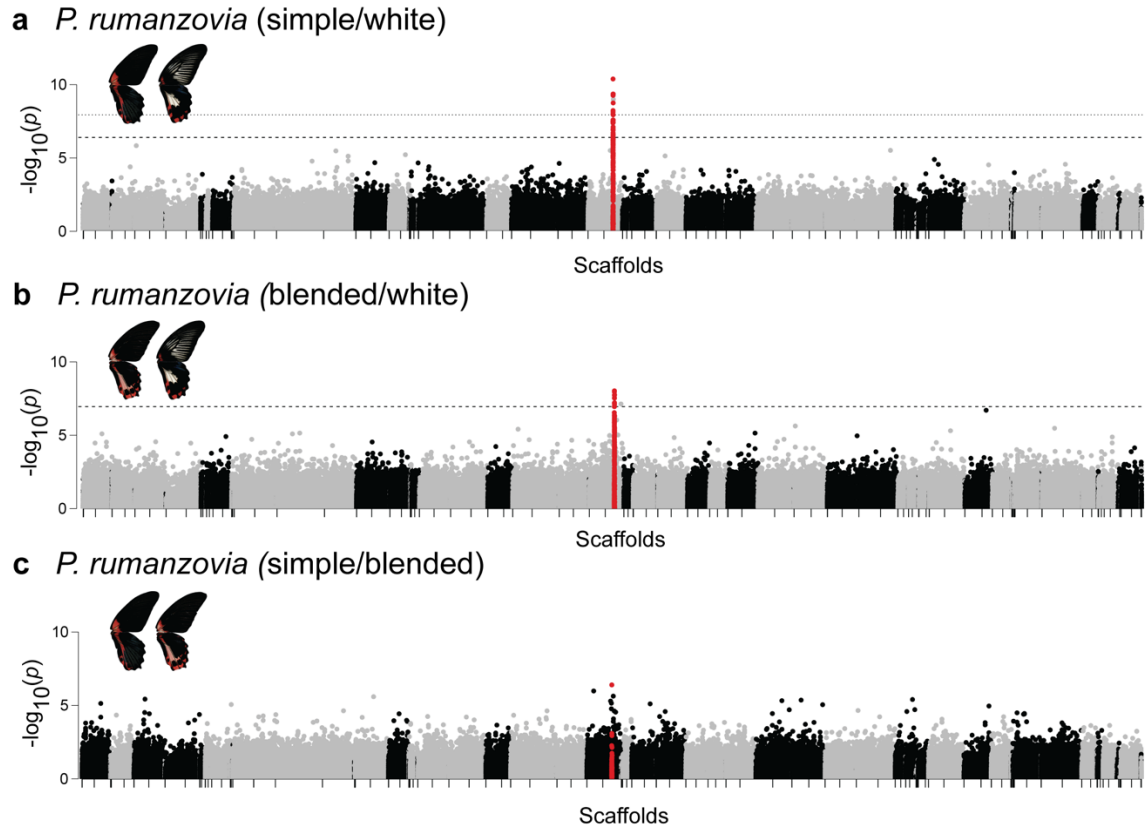 a P. rumanzovia (simple/white)
10
5
0
-log10(p)
Scaffolds
b P. rumanzovia (blended/white)
10
5
0
-log10(p)
Scaffolds
c P. rumanzovia (simple/blended)
10
5
0
-log10(p)
Scaffolds